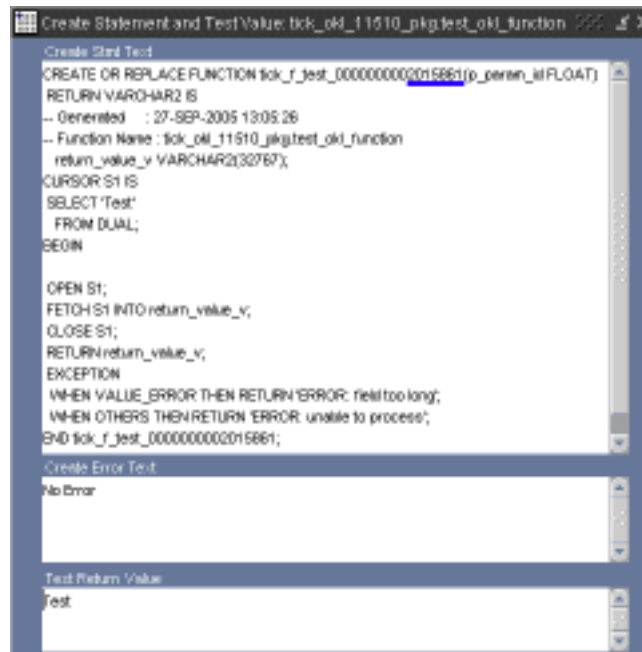 Create Statement and Test Value: tick_okl_11510_pkg.test_okl_function
Create Stmt Text
CREATE OR REPLACE FUNCTION tick_f_test_0000000002015861(p_param_id FLOAT)
RETURN VARCHAR2 IS
-- Generated : 27-SEP-2005 13:05:26
-- Function Name : tick_okl_11510_pkg.test_okl_function
return_value_v VARCHAR2(32767);
CURSOR S1 IS
SELECT 'Test'
FROM DUAL;
BEGIN
OPEN S1;
FETCH S1 INTO return_value_v;
CLOSE S1;
RETURN return_value_v;
EXCEPTION
WHEN VALUE_ERROR THEN RETURN 'ERROR: field too long';
WHEN OTHERS THEN RETURN 'ERROR: unable to process';
END tick_f_test_0000000002015861;
Create Error Text
No Error
Test Return Value
Test